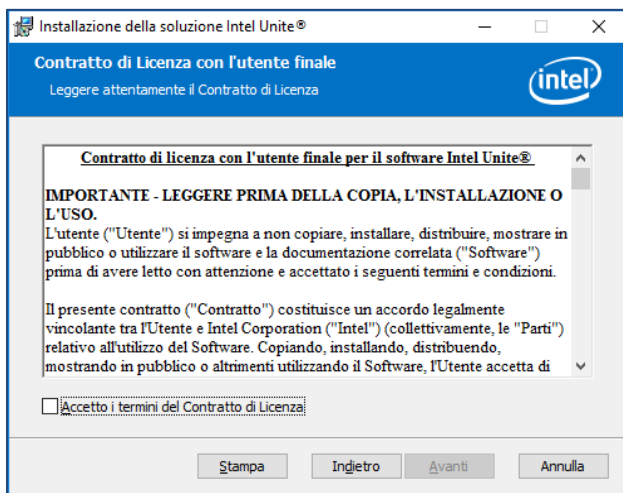 Installazione della soluzione Intel Unite®
Contratto di Licenza con l'utente finale
Leggere attentamente il Contratto di Licenza
intel
Contratto di licenza con l'utente finale per il software Intel Unite®
IMPORTANTE - LEGGERE PRIMA DELLA COPIA, L'INSTALLAZIONE O
L'USO.
L'utente ("Utente") si impegna a non copiare, installare, distribuire, mostrare in
pubblico o utilizzare il software e la documentazione correlata ("Software")
prima di avere letto con attenzione e accettato i seguenti termini e condizioni.
Il presente contratto ("Contratto") costituisce un accordo legalmente
vincolante tra l'Utente e Intel Corporation ("Intel") (collettivamente, le "Parti")
relativo all'utilizzo del Software. Copiando, installando, distribuendo,
mostrando in pubblico o altrimenti utilizzando il Software, l'Utente accetta di
Accetto i termini del Contratto di Licenza
Stampa
Indietro
Avanti
Annulla